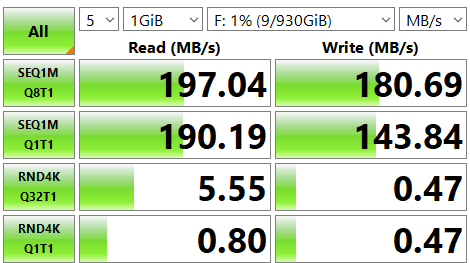 All 5 1GiB F: 1% (9/930GiB) MB/s
Read (MB/s) Write (MB/s)
SEQ1M
Q8T1 197.04 180.69
SEQ1M
Q1T1 190.19 143.84
RND4K
Q32T1 5.55 0.47
RND4K
Q1T1 0.80 0.47